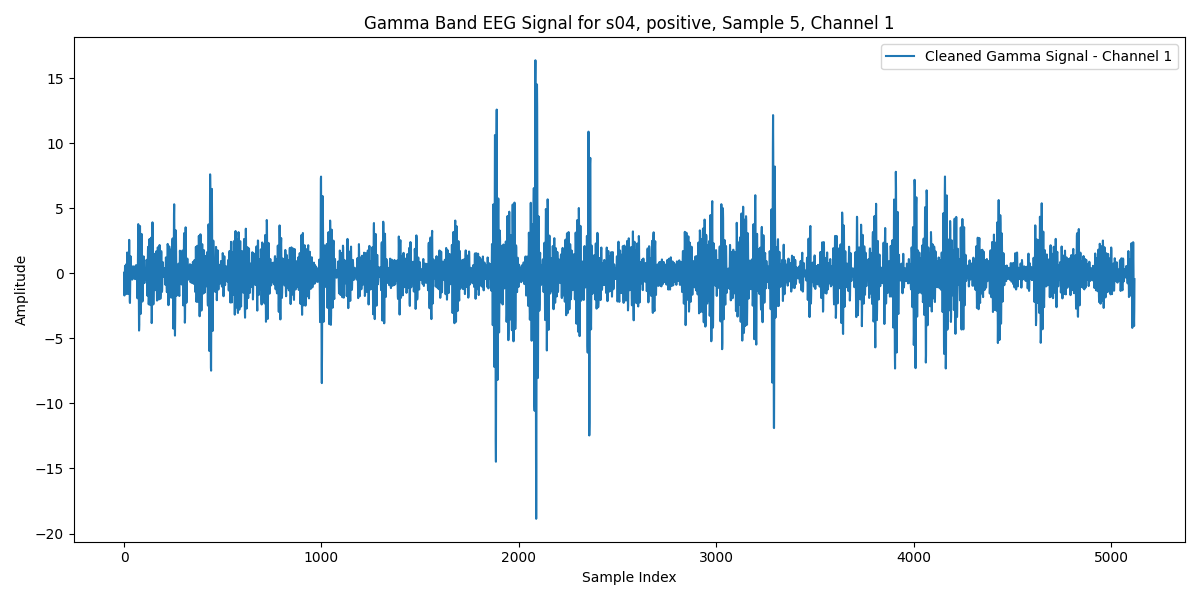 Gamma Band EEG Signal for s04, positive, Sample 5, Channel 1
Cleaned Gamma Signal - Channel 1
15
10
5
0
−5
−10
−15
−20
Amplitude
0 1000 2000 3000 4000 5000
Sample Index